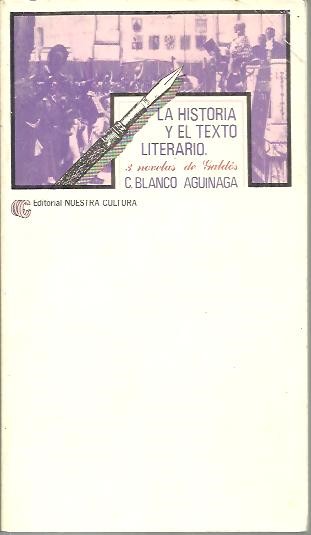 LA HISTORIA
Y EL TEXTO
LITERARIO.
3 novelas de Galdós
C. BLANCO AGUINAGA
Editorial NUESTRA CULTURA